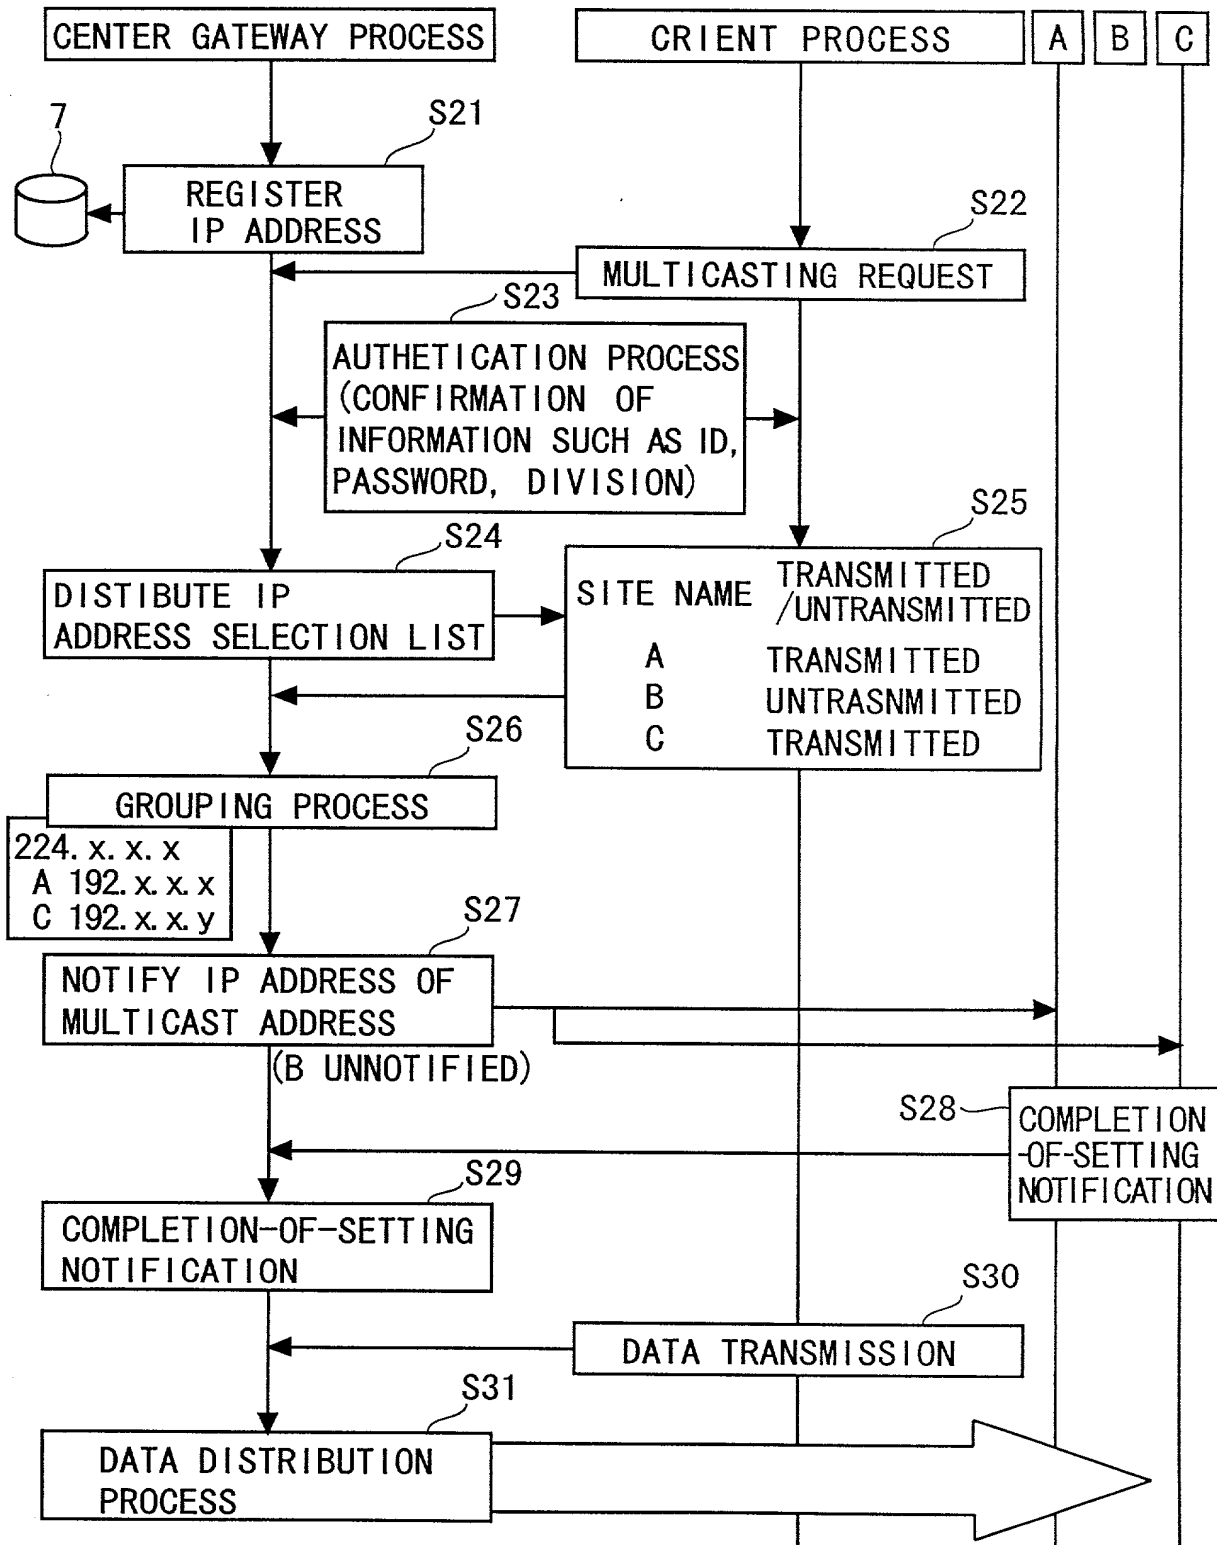 CENTER GATEWAY PROCESS
CRIENT PROCESS
A
B
C
7
S21
REGISTER
IP ADDRESS
S22
MULTICASTING REQUEST
S23
AUTHETICATION PROCESS
(CONFIRMATION OF
INFORMATION SUCH AS ID,
PASSWORD, DIVISION)
S24
DISTIBUTE IP
ADDRESS SELECTION LIST
S25
SITE NAME TRANSMITTED
/UNTRANSMITTED
A TRANSMITTED
B UNTRASNMITTED
C TRANSMITTED
S26
GROUPING PROCESS
224. x. x. x
A 192. x. x. x
C 192. x. x. y
S27
NOTIFY IP ADDRESS OF
MULTICAST ADDRESS
(B UNNOTIFIED)
S28
COMPLETION
-OF-SETTING
NOTIFICATION
S29
COMPLETION-OF-SETTING
NOTIFICATION
S30
DATA TRANSMISSION
S31
DATA DISTRIBUTION
PROCESS